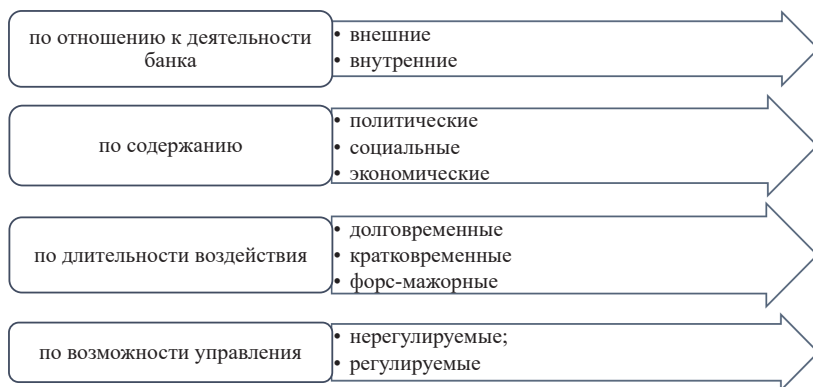 по отношению к деятельности
банка
• внешние
• внутренние
по содержанию
• политические
• социальные
• экономические
по длительности воздействия
• долговременные
• кратковременные
• форс-мажорные
по возможности управления
• нерегулируемые;
• регулируемые